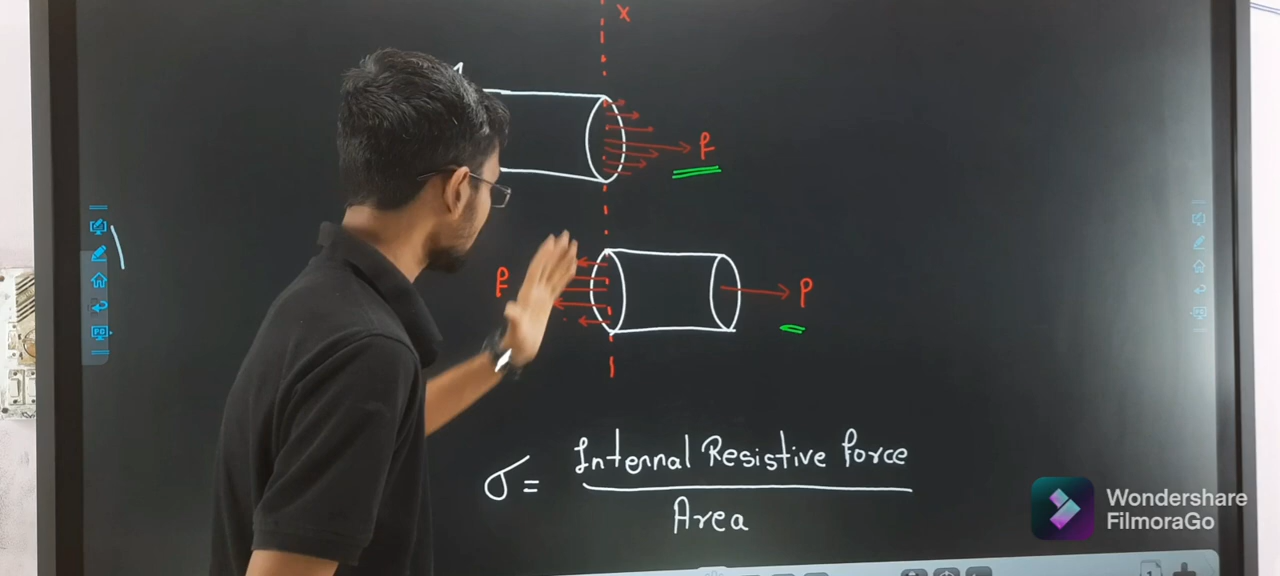 x
P
P
P
σ = Internal Resistive force
Area
Wondershare
FilmoraGo